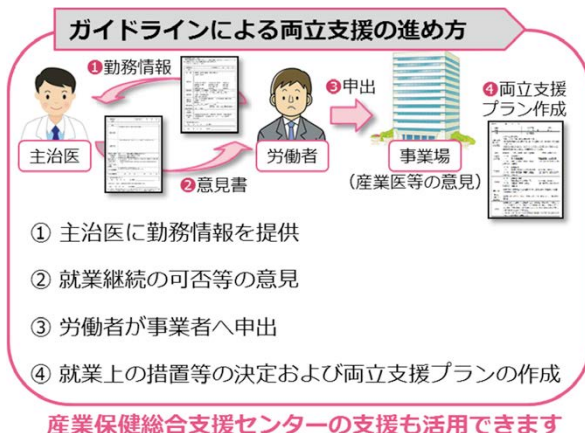 ガイドラインによる両立支援の進め方
❶勤務情報
❸申出
❹両立支援
プラン作成
主治医
労働者
事業場
(産業医等の意見)
❷意見書
① 主治医に勤務情報を提供
② 就業継続の可否等の意見
③ 労働者が事業者へ申出
④ 就業上の措置等の決定および両立支援プランの作成
産業保健総合支援センターの支援も活用できます